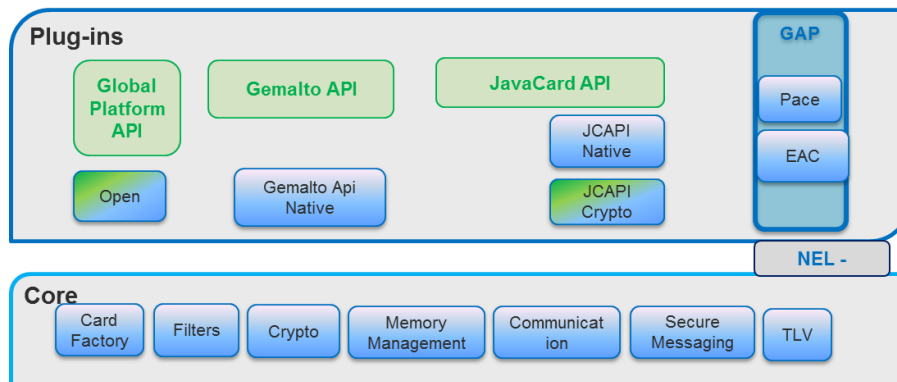 Plug-ins
GAP
Global
Platform
API
Gemalto API
JavaCard API
Pace
JCAPI
Native
EAC
Open
Gemalto Api
Native
JCAPI
Crypto
NEL -
Core
Card
Factory
Filters
Crypto
Memory
Management
Communicat
ion
Secure
Messaging
TLV